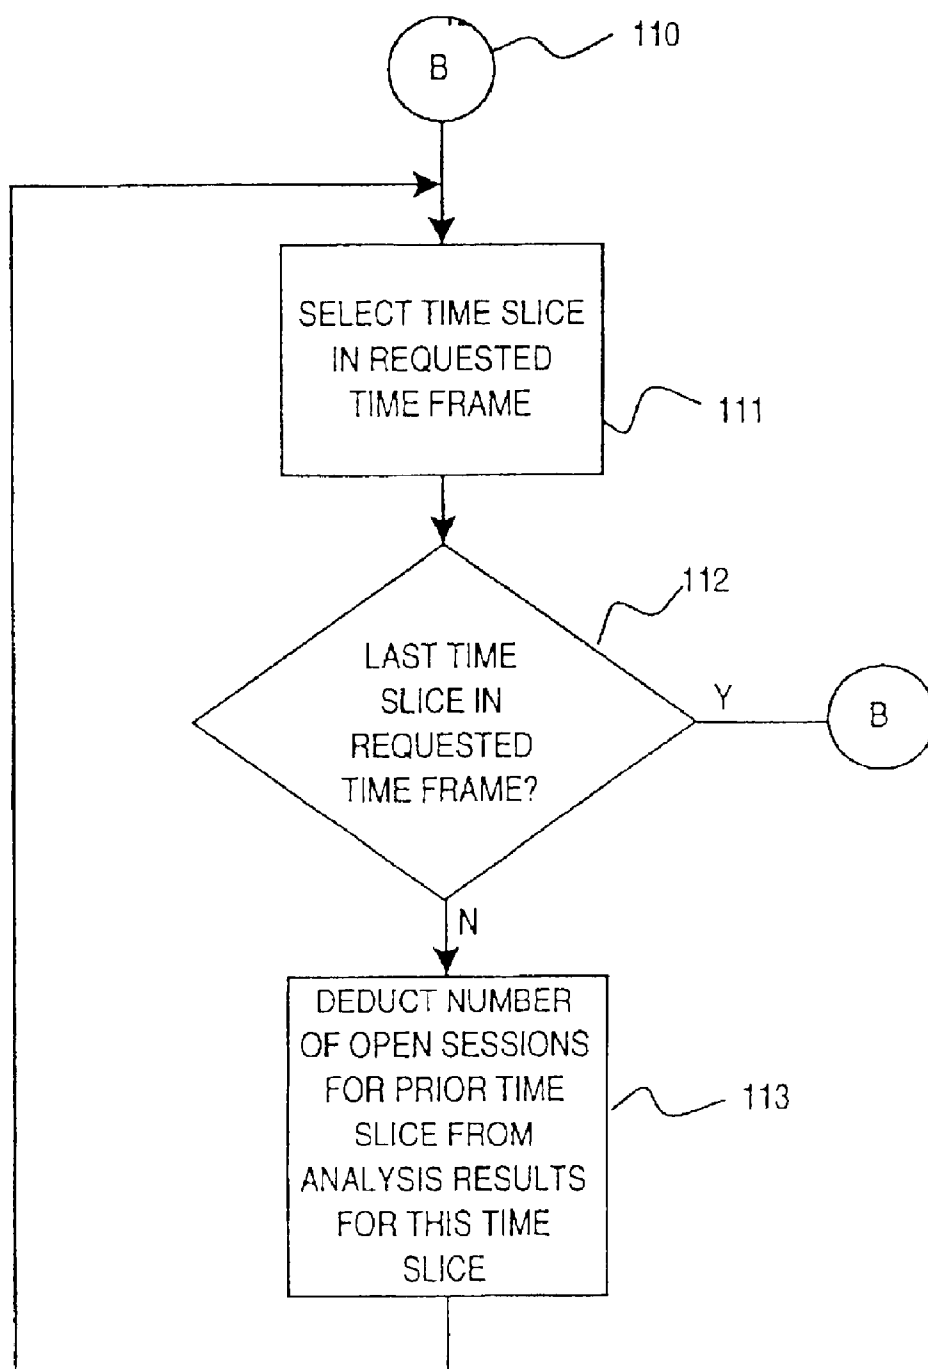 B
110
SELECT TIME SLICE
IN REQUESTED
TIME FRAME
111
112
LAST TIME
SLICE IN
REQUESTED
TIME FRAME?
Y
B
N
DEDUCT NUMBER
OF OPEN SESSIONS
FOR PRIOR TIME
SLICE FROM
ANALYSIS RESULTS
FOR THIS TIME
SLICE
113